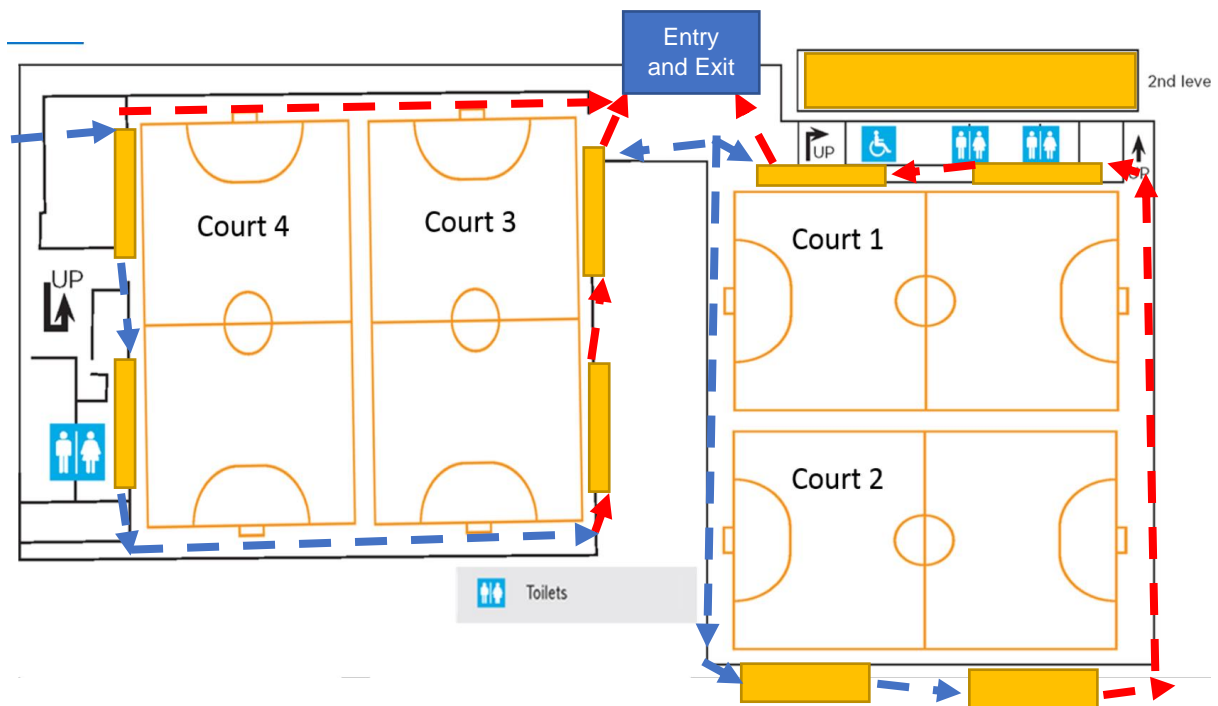 Entry
and Exit
2nd leve
UP
Court 4
Court 3
Court 1
UP
Court 2
Toilets